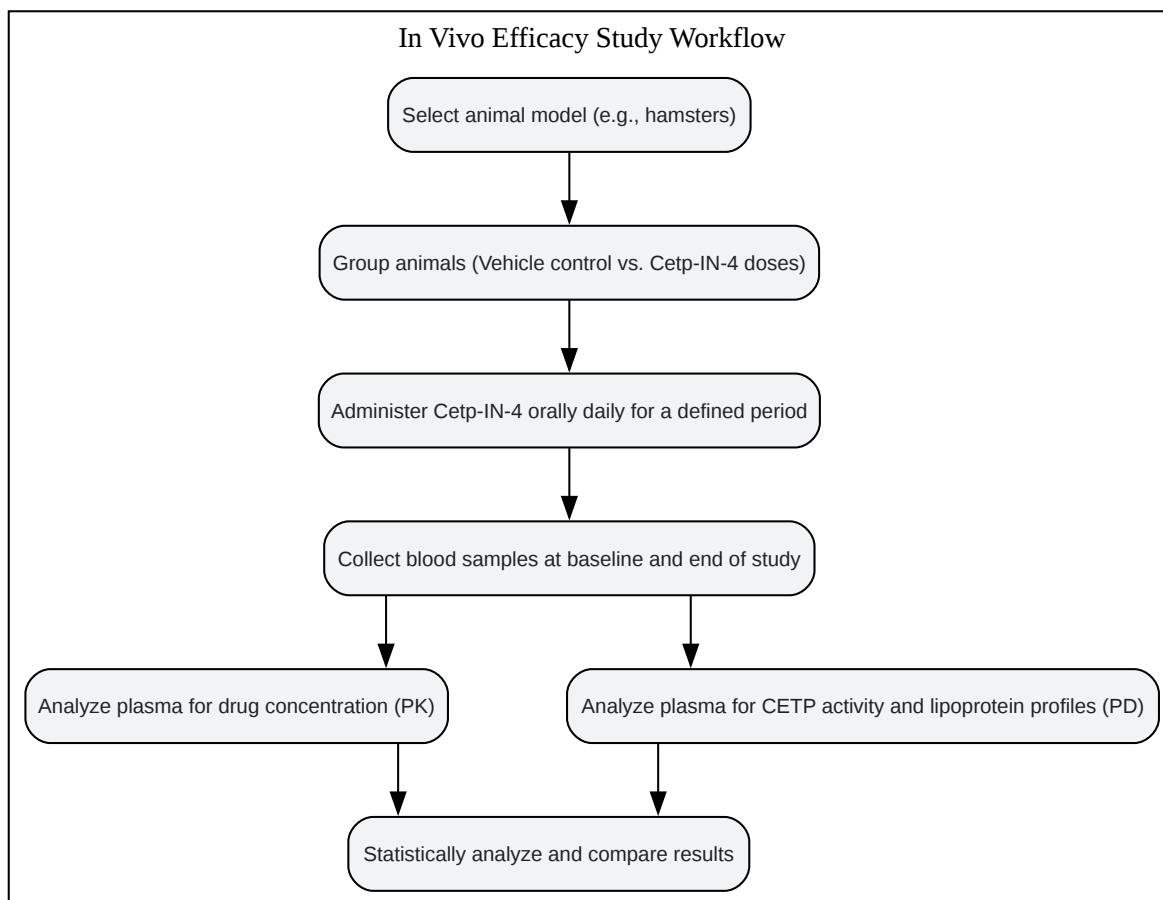 In Vivo Efficacy Study Workflow
Select animal model (e.g., hamsters)
Group animals (Vehicle control vs. Cetp-IN-4 doses)
Administer Cetp-IN-4 orally daily for a defined period
Collect blood samples at baseline and end of study
Analyze plasma for drug concentration (PK)
Analyze plasma for CETP activity and lipoprotein profiles (PD)
Statistically analyze and compare results